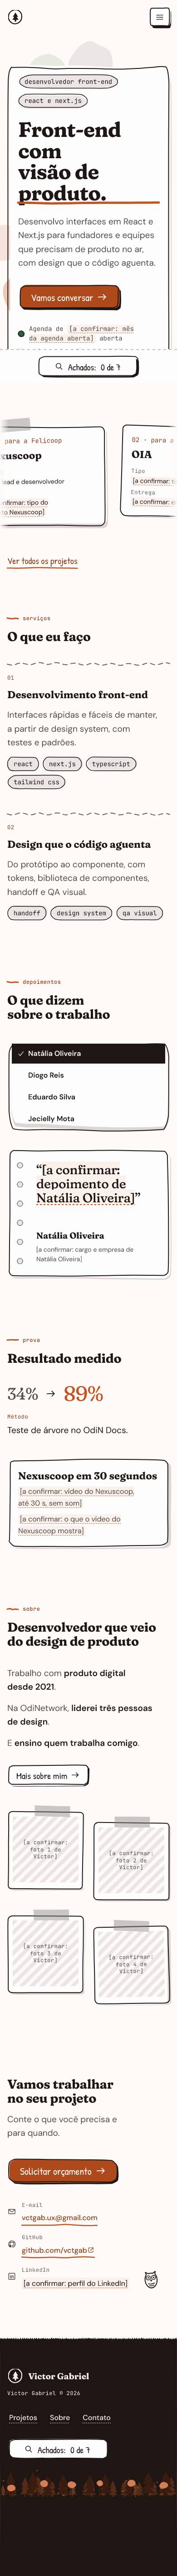 desenvolvedor front-end
react e next.js
Front-end
com
visão de
produto.
Desenvolvo interfaces em React e
Next.js para fundadores e equipes
que precisam de produto no ar,
com design que o código aguenta.
Vamos conversar →
Agenda de [a confirmar: mês
da agenda aberta] aberta
Achados: 0 de 7
para a Felicoop
xuscoop
ead e desenvolvedor
nfirmar: tipo do
to Nexuscoop]
02 · para a
OIA
Tipo
[a confirmar: t
Entrega
[a confirmar: e
Ver todos os projetos
serviços
O que eu faço
01
Desenvolvimento front-end
Interfaces rápidas e fáceis de manter,
a partir de design system, com
testes e padrões.
react
next.js
typescript
tailwind css
02
Design que o código aguenta
Do protótipo ao componente, com
tokens, biblioteca de componentes,
handoff e QA visual.
handoff
design system
qa visual
depoimentos
O que dizem
sobre o trabalho
Natália Oliveira
Diogo Reis
Eduardo Silva
Jecielly Mota
“[a confirmar:
depoimento de
Natália Oliveira]”
Natália Oliveira
[a confirmar: cargo e empresa de
Natália Oliveira]
prova
Resultado medido
34% → 89%
Método
Teste de árvore no OdiN Docs.
Nexuscoop em 30 segundos
[a confirmar: vídeo do Nexuscoop,
até 30 s, sem som]
[a confirmar: o que o vídeo do
Nexuscoop mostra]
sobre
Desenvolvedor que veio
do design de produto
Trabalho com produto digital
desde 2021.
Na OdiNetwork, liderei três pessoas
de design.
E ensino quem trabalha comigo.
Mais sobre mim →
[a confirmar:
foto 1 de
Victor]
[a confirmar:
foto 2 de
Victor]
[a confirmar:
foto 3 de
Victor]
[a confirmar:
foto 4 de
Victor]
Vamos trabalhar
no seu projeto
Conte o que você precisa e
para quando.
Solicitar orçamento →
E-mail
vctgab.ux@gmail.com
GitHub
github.com/vctgab
LinkedIn
[a confirmar: perfil do LinkedIn]
Victor Gabriel
Victor Gabriel © 2026
Projetos
Sobre
Contato
Achados: 0 de 7